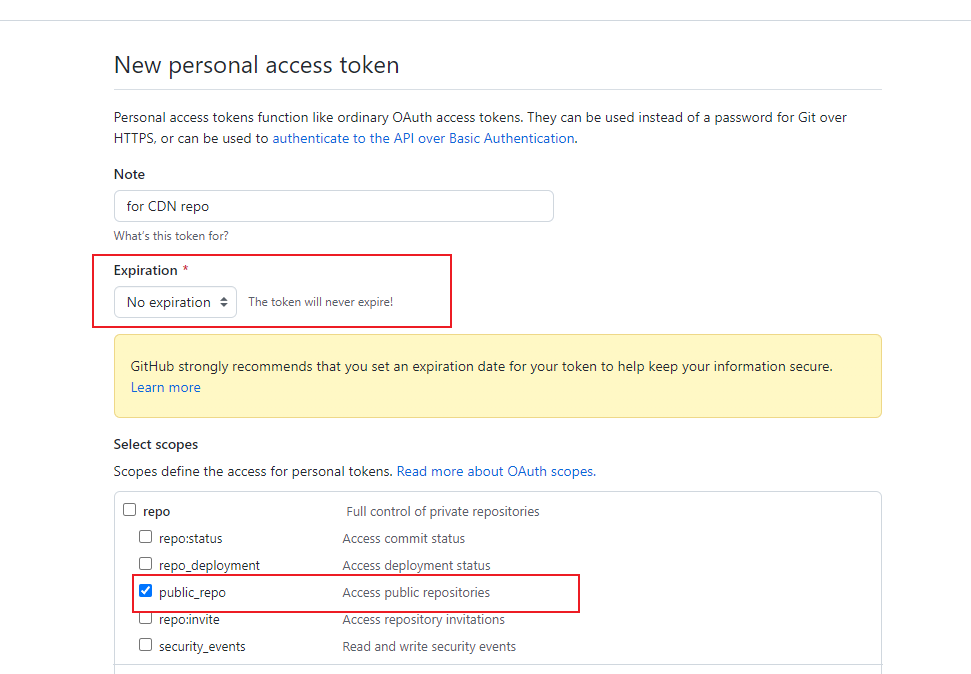 New personal access token
Personal access tokens function like ordinary OAuth access tokens. They can be used instead of a password for Git over
HTTPS, or can be used to authenticate to the API over Basic Authentication.
Note
for CDN repo
What's this token for?
Expiration *
No expiration The token will never expire!
GitHub strongly recommends that you set an expiration date for your token to help keep your information secure.
Learn more
Select scopes
Scopes define the access for personal tokens. Read more about OAuth scopes.
repo Full control of private repositories
repo:status Access commit status
repo_deployment Access deployment status
public_repo Access public repositories
repo:invite Access repository invitations
security_events Read and write security events